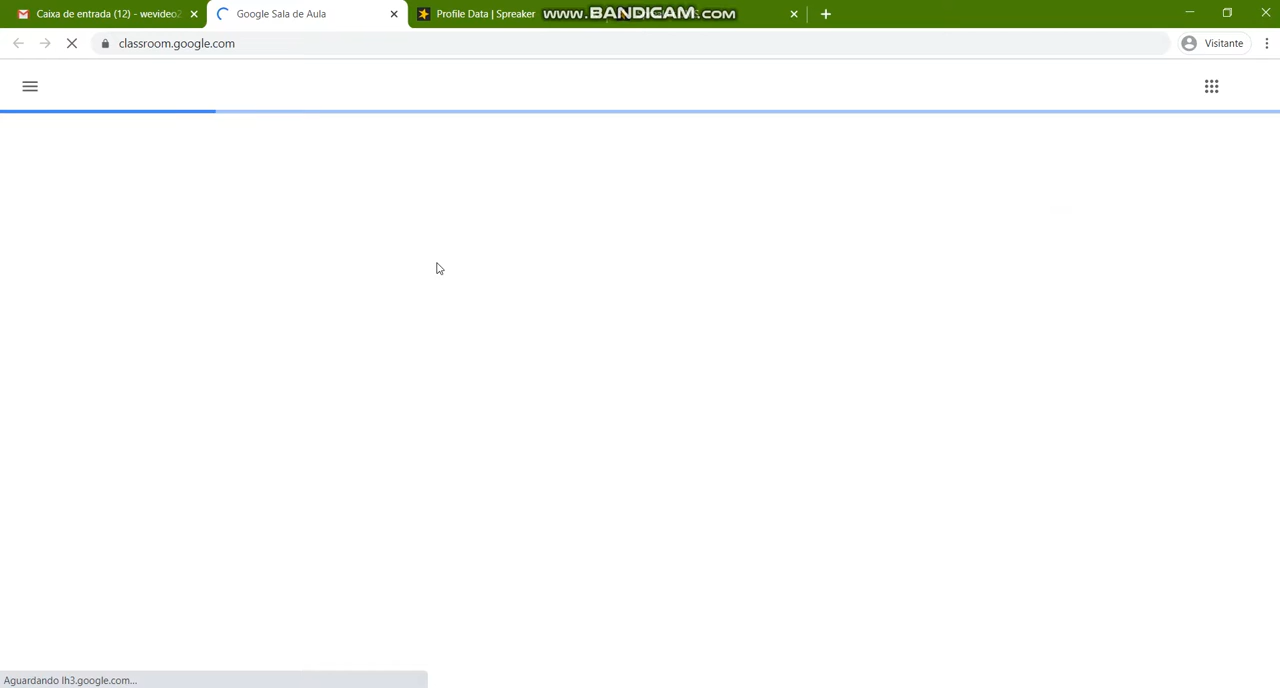 Caixa de entrada (12) - wevideo2
Google Sala de Aula
Profile Data | Spreaker
www.BANDICAM.com
classroom.google.com
Visitante
Aguardando lh3.google.com...